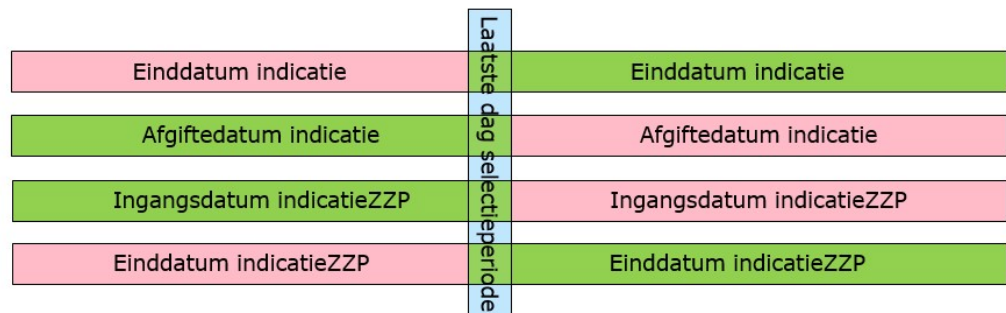 Laatste dag selectieperiode
Einddatum indicatie
Einddatum indicatie
Afgiftedatum indicatie
Afgiftedatum indicatie
Ingangsdatum indicatieZZP
Ingangsdatum indicatieZZP
Einddatum indicatieZZP
Einddatum indicatieZZP